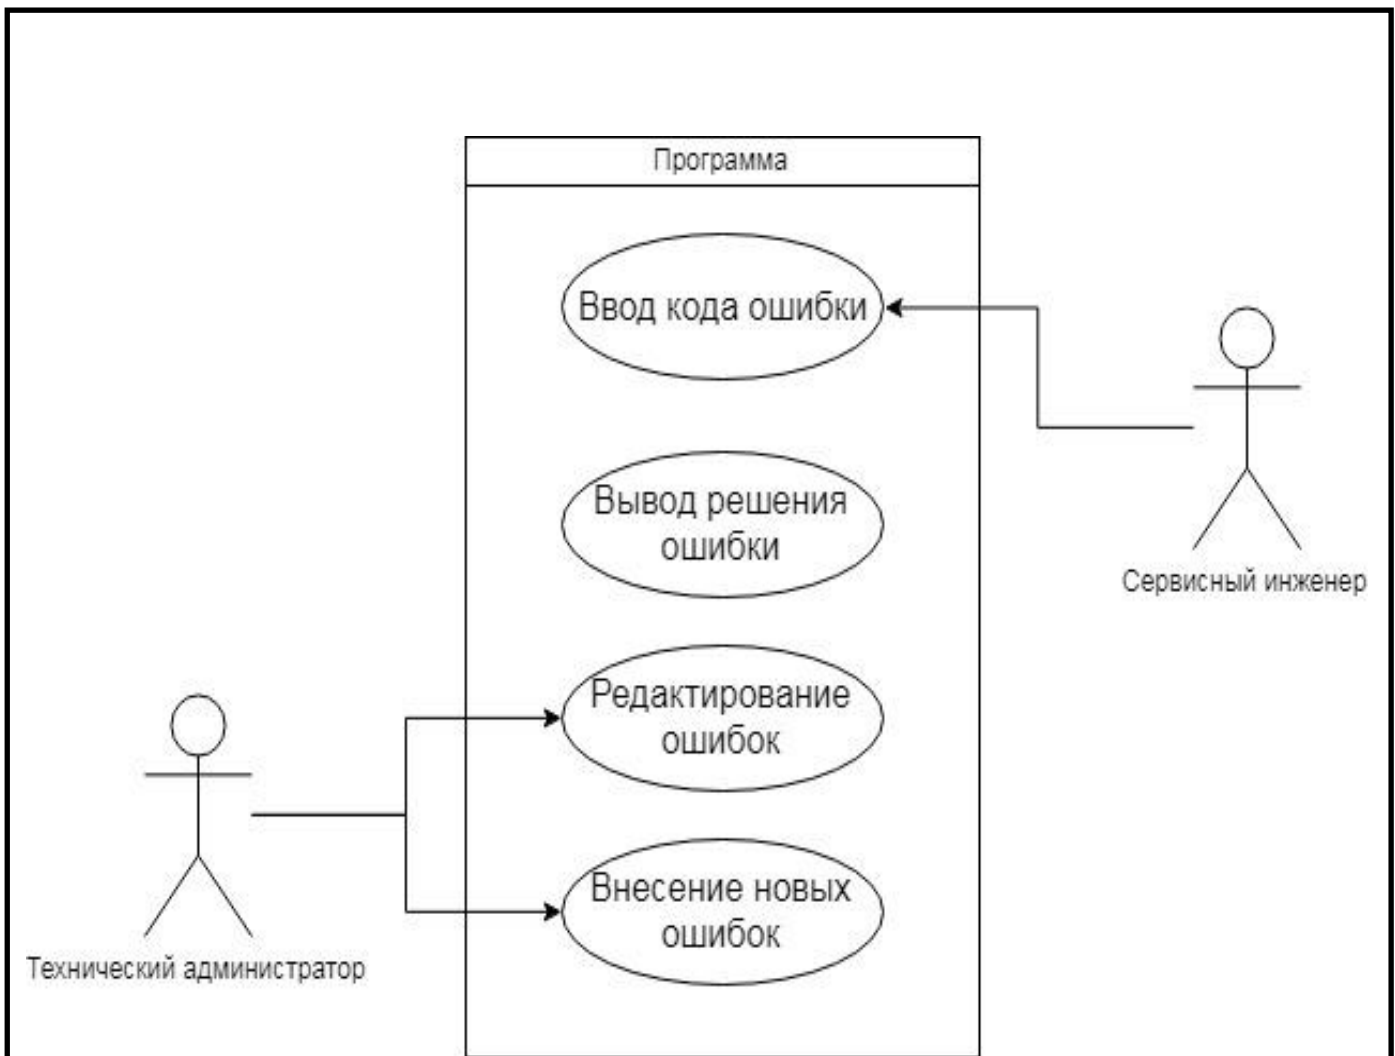 Программа
Ввод кода ошибки
Вывод решения
ошибки
Сервисный инженер
Редактирование
ошибок
Внесение новых
ошибок
Технический администратор